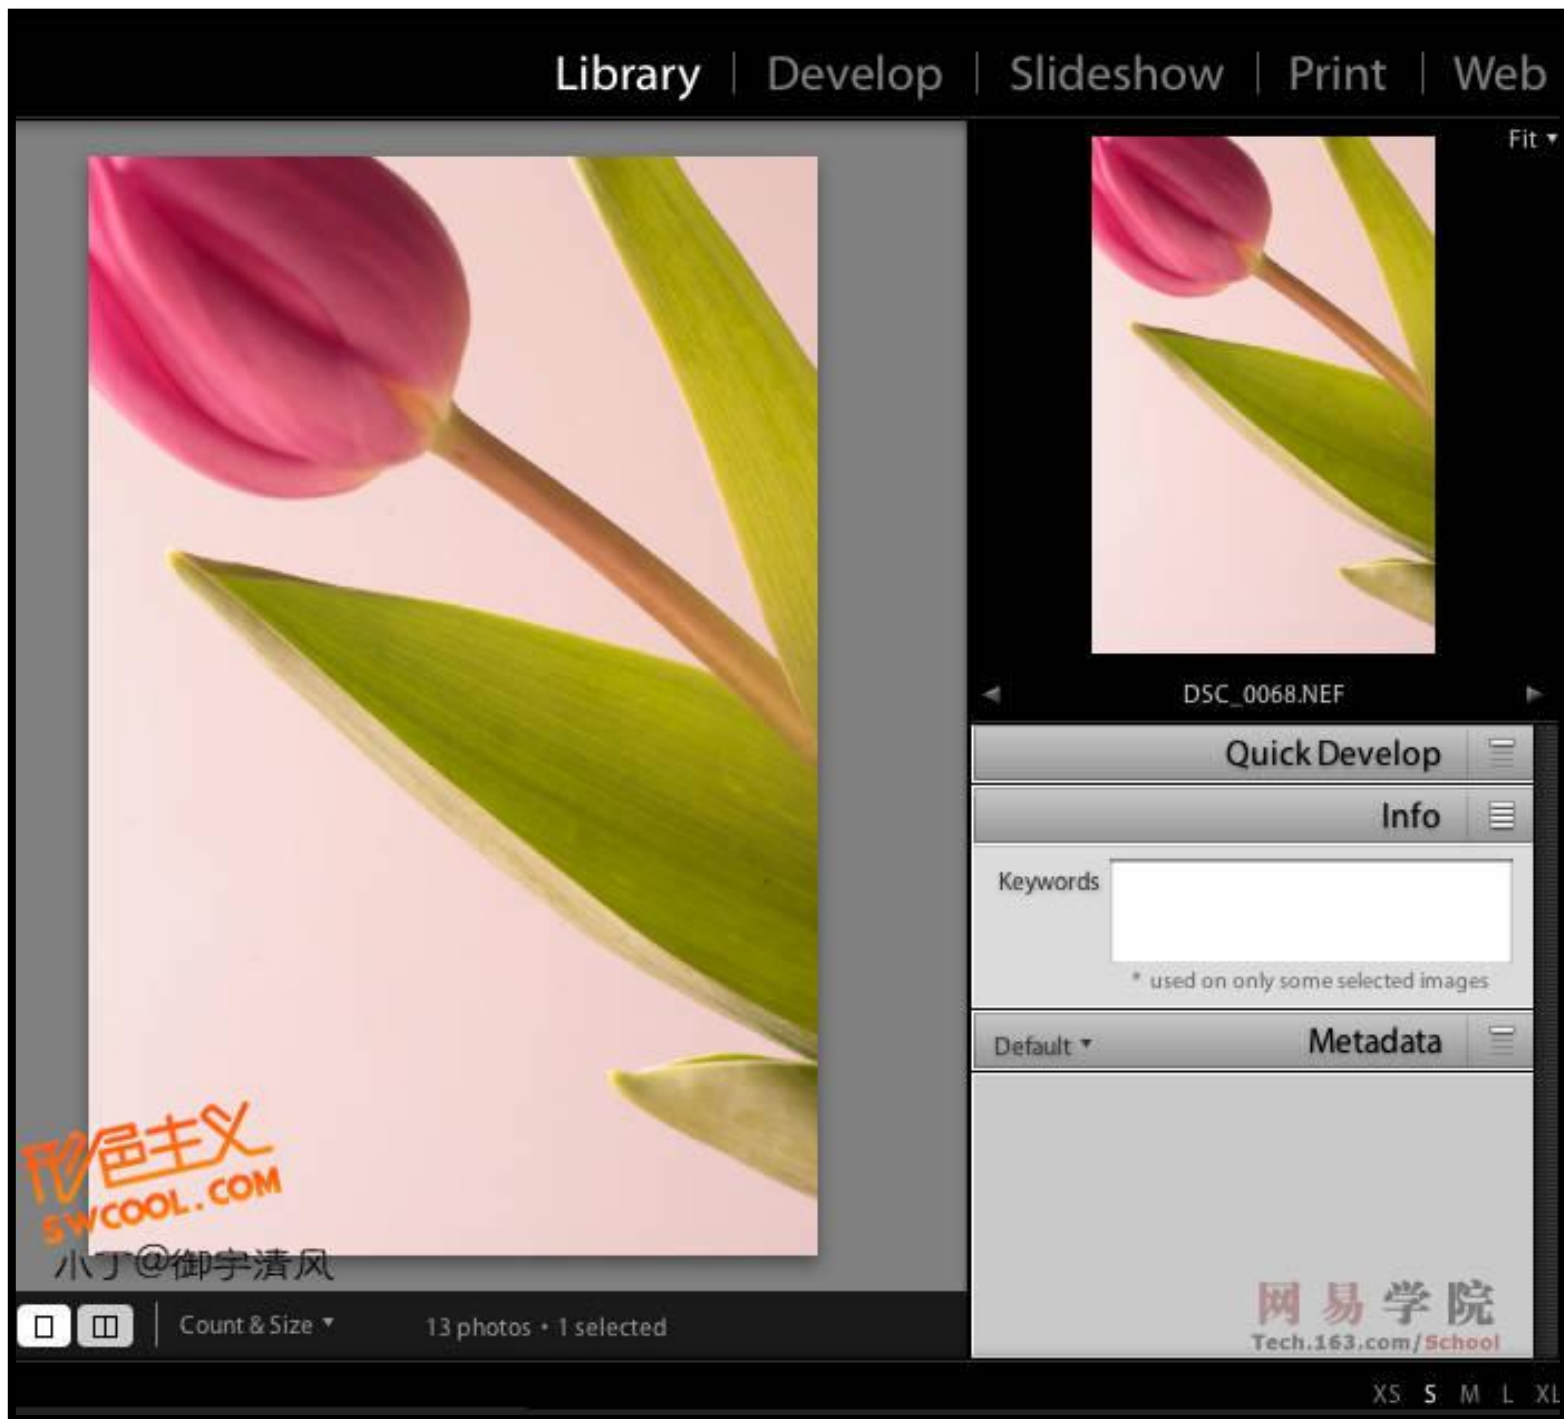 Library | Develop | Slideshow | Print | Web
Fit
DSC_0068.NEF
Quick Develop
Info
Keywords
* used on only some selected images
Default
Metadata
形色主义
SWCOOL.COM
小丁@御宇清风
Count & Size
13 photos • 1 selected
网易学院
Tech.163.com/School
XS S M L XL